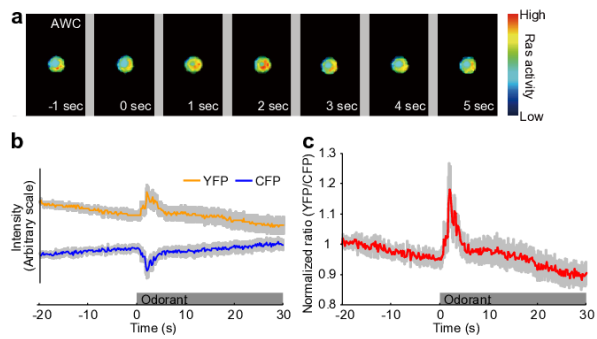 a
AWC
-1 sec
0 sec
1 sec
2 sec
3 sec
4 sec
5 sec
High
Ras activity
Low
b
Intensity
(Arbitrary scale)
YFP
CFP
Odorant
-20
-10
0
10
20
30
Time (s)
c
Normalized ratio (YFP/CFP)
1.3
1.2
1.1
1
0.9
0.8
Odorant
-20
-10
0
10
20
30
Time (s)